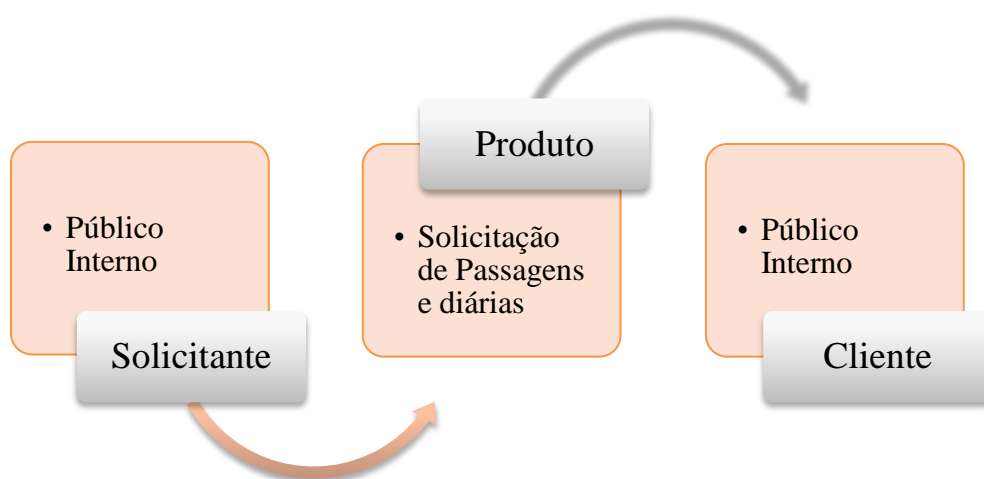 • Público
Interno
Solicitante
Produto
• Solicitação
de Passagens
e diárias
• Público
Interno
Cliente